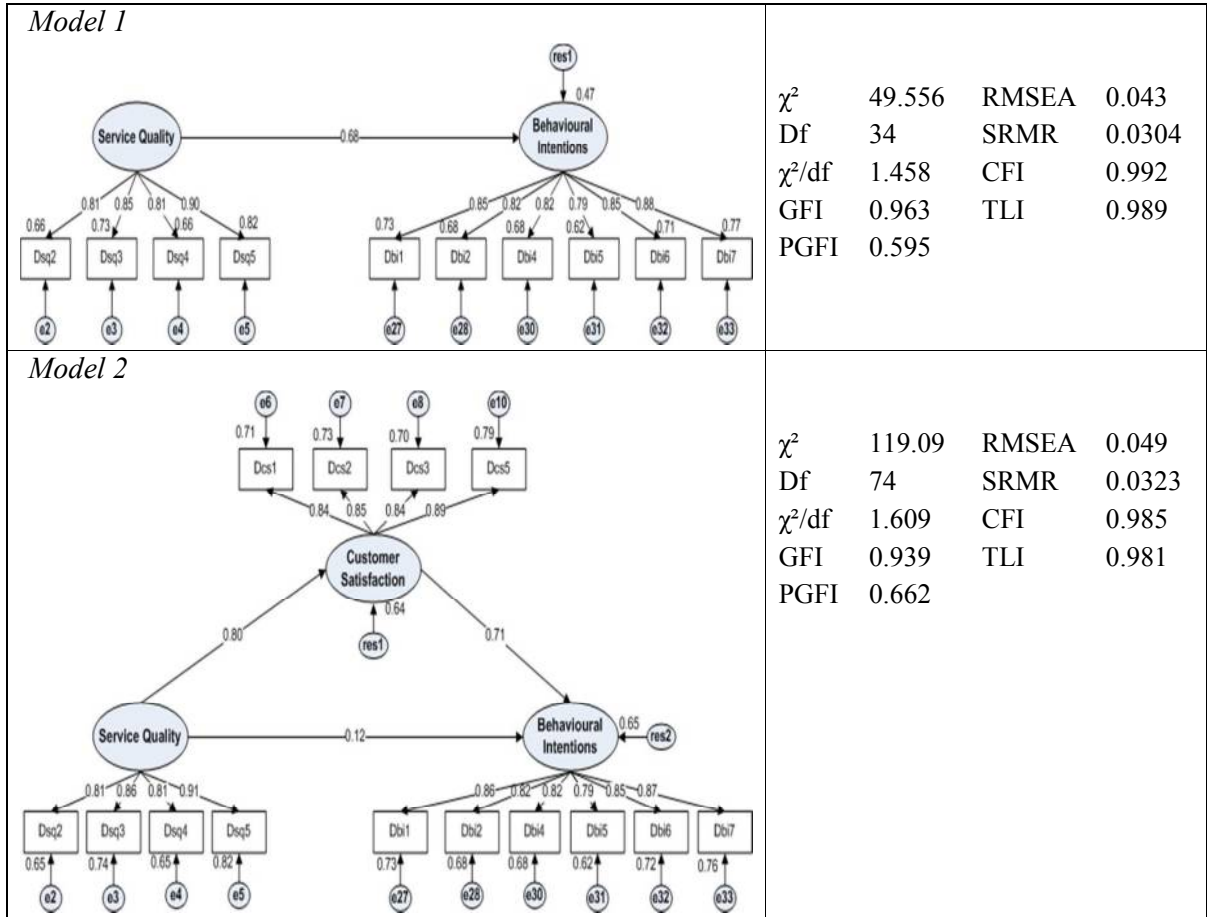 Model 1
res1
0.47
Service Quality
0.68
Behavioural
Intentions
0.81 0.85 0.81 0.90
0.85 0.82 0.82 0.79 0.85 0.88
0.66 0.73 0.66 0.82
0.73 0.68 0.68 0.62 0.71 0.77
Dsq2 Dsq3 Dsq4 Dsq5
Dbi1 Dbi2 Dbi4 Dbi5 Dbi6 Dbi7
e2 e3 e4 e5
e27 e28 e30 e31 e32 e33
χ² 49.556 RMSEA 0.043
Df 34 SRMR 0.0304
χ²/df 1.458 CFI 0.992
GFI 0.963 TLI 0.989
PGFI 0.595
Model 2
e6 e7 e8 e10
0.71 0.73 0.70 0.79
Dcs1 Dcs2 Dcs3 Dcs5
0.84 0.85 0.84 0.89
Customer
Satisfaction
0.64
res1
0.80
0.71
Service Quality
0.12
Behavioural
Intentions
0.65
res2
0.81 0.86 0.81 0.91
0.86 0.82 0.82 0.79 0.85 0.87
Dsq2 Dsq3 Dsq4 Dsq5
Dbi1 Dbi2 Dbi4 Dbi5 Dbi6 Dbi7
0.65 0.74 0.65 0.82
0.73 0.68 0.68 0.62 0.72 0.76
e2 e3 e4 e5
e27 e28 e30 e31 e32 e33
χ² 119.09 RMSEA 0.049
Df 74 SRMR 0.0323
χ²/df 1.609 CFI 0.985
GFI 0.939 TLI 0.981
PGFI 0.662